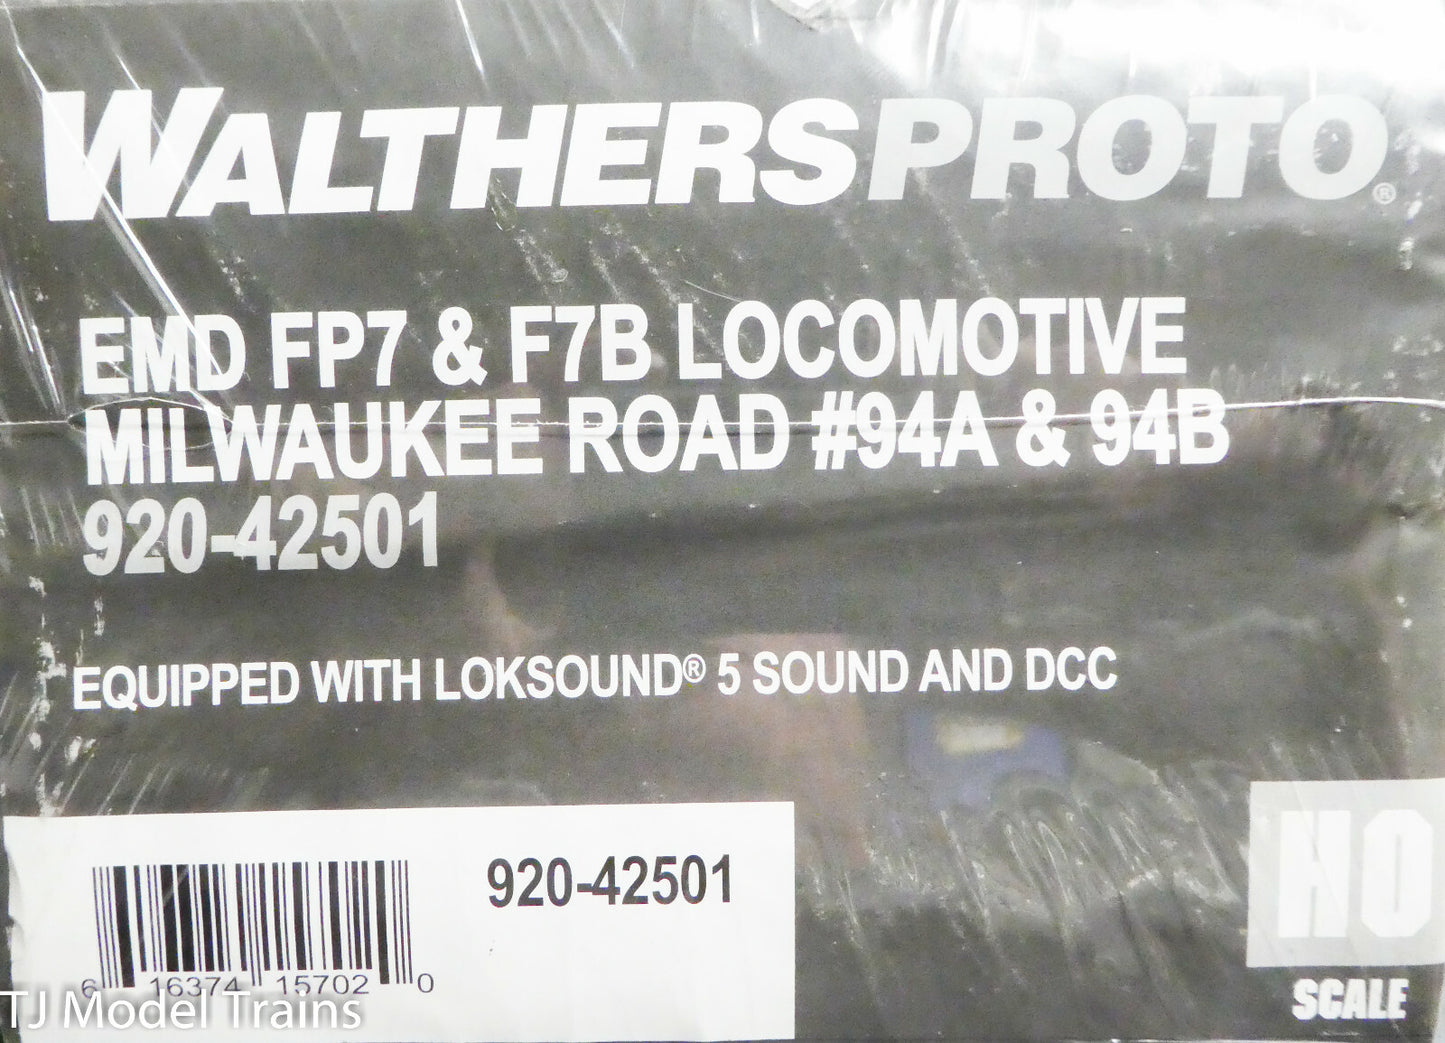 WALTHERSPROTO®
EMD FP7 & F7B LOCOMOTIVE
MILWAUKEE ROAD #94A & 94B
920-42501
EQUIPPED WITH LOKSOUND® 5 SOUND AND DCC
920-42501
6 16374 15702 0
HO
SCALE
TJ Model Trains